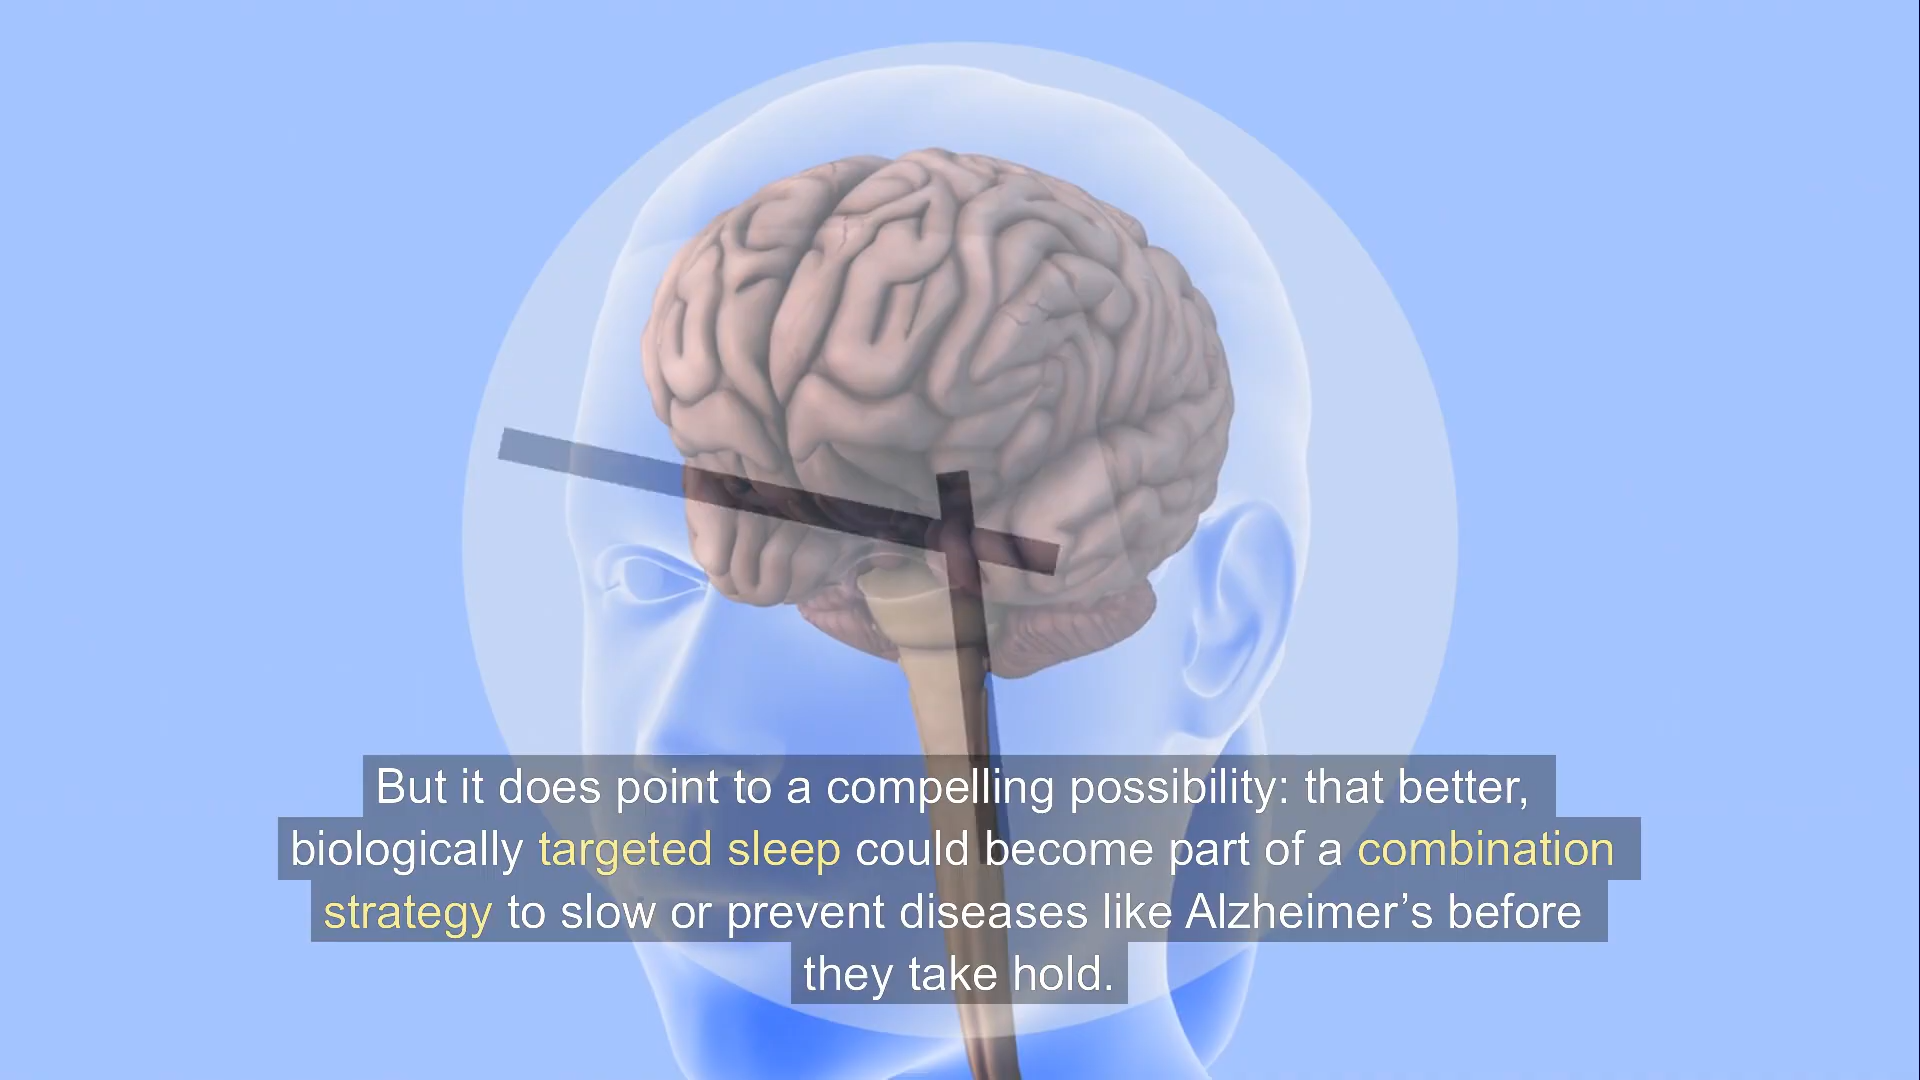 But it does point to a compelling possibility: that better,
biologically targeted sleep could become part of a combination
strategy to slow or prevent diseases like Alzheimer’s before
they take hold.